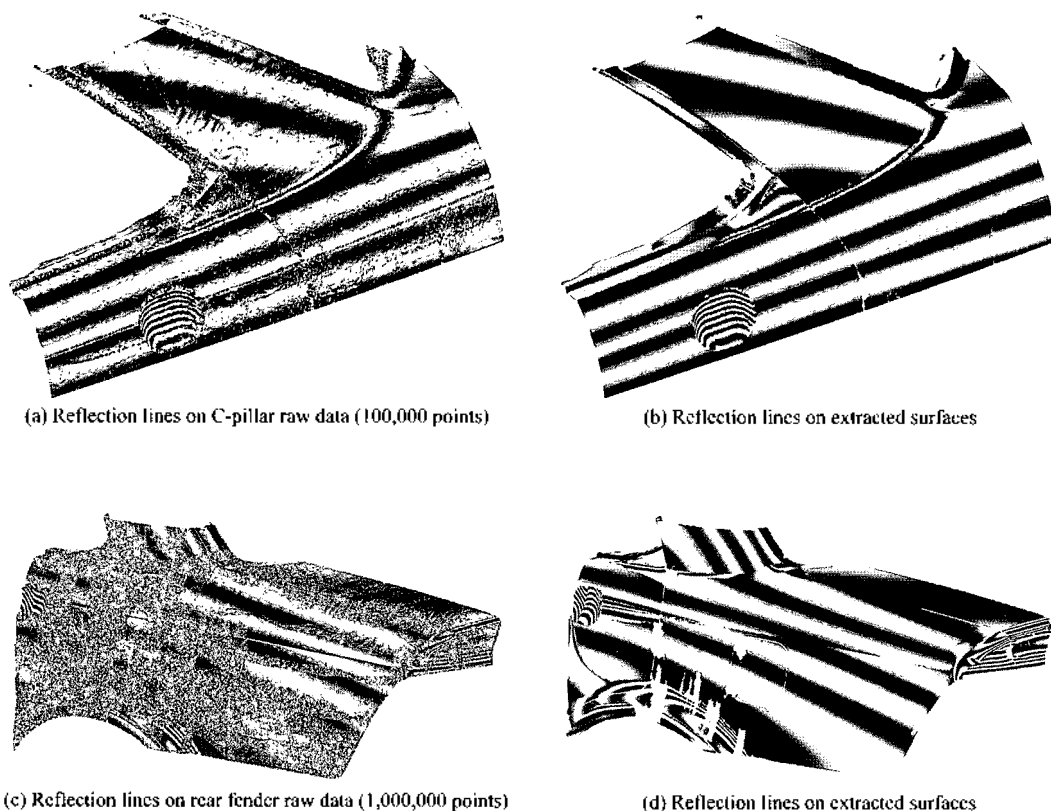 (a) Reflection lines on C-pillar raw data (100,000 points)
(b) Reflection lines on extracted surfaces
(c) Reflection lines on rear fender raw data (1,000,000 points)
(d) Reflection lines on extracted surfaces